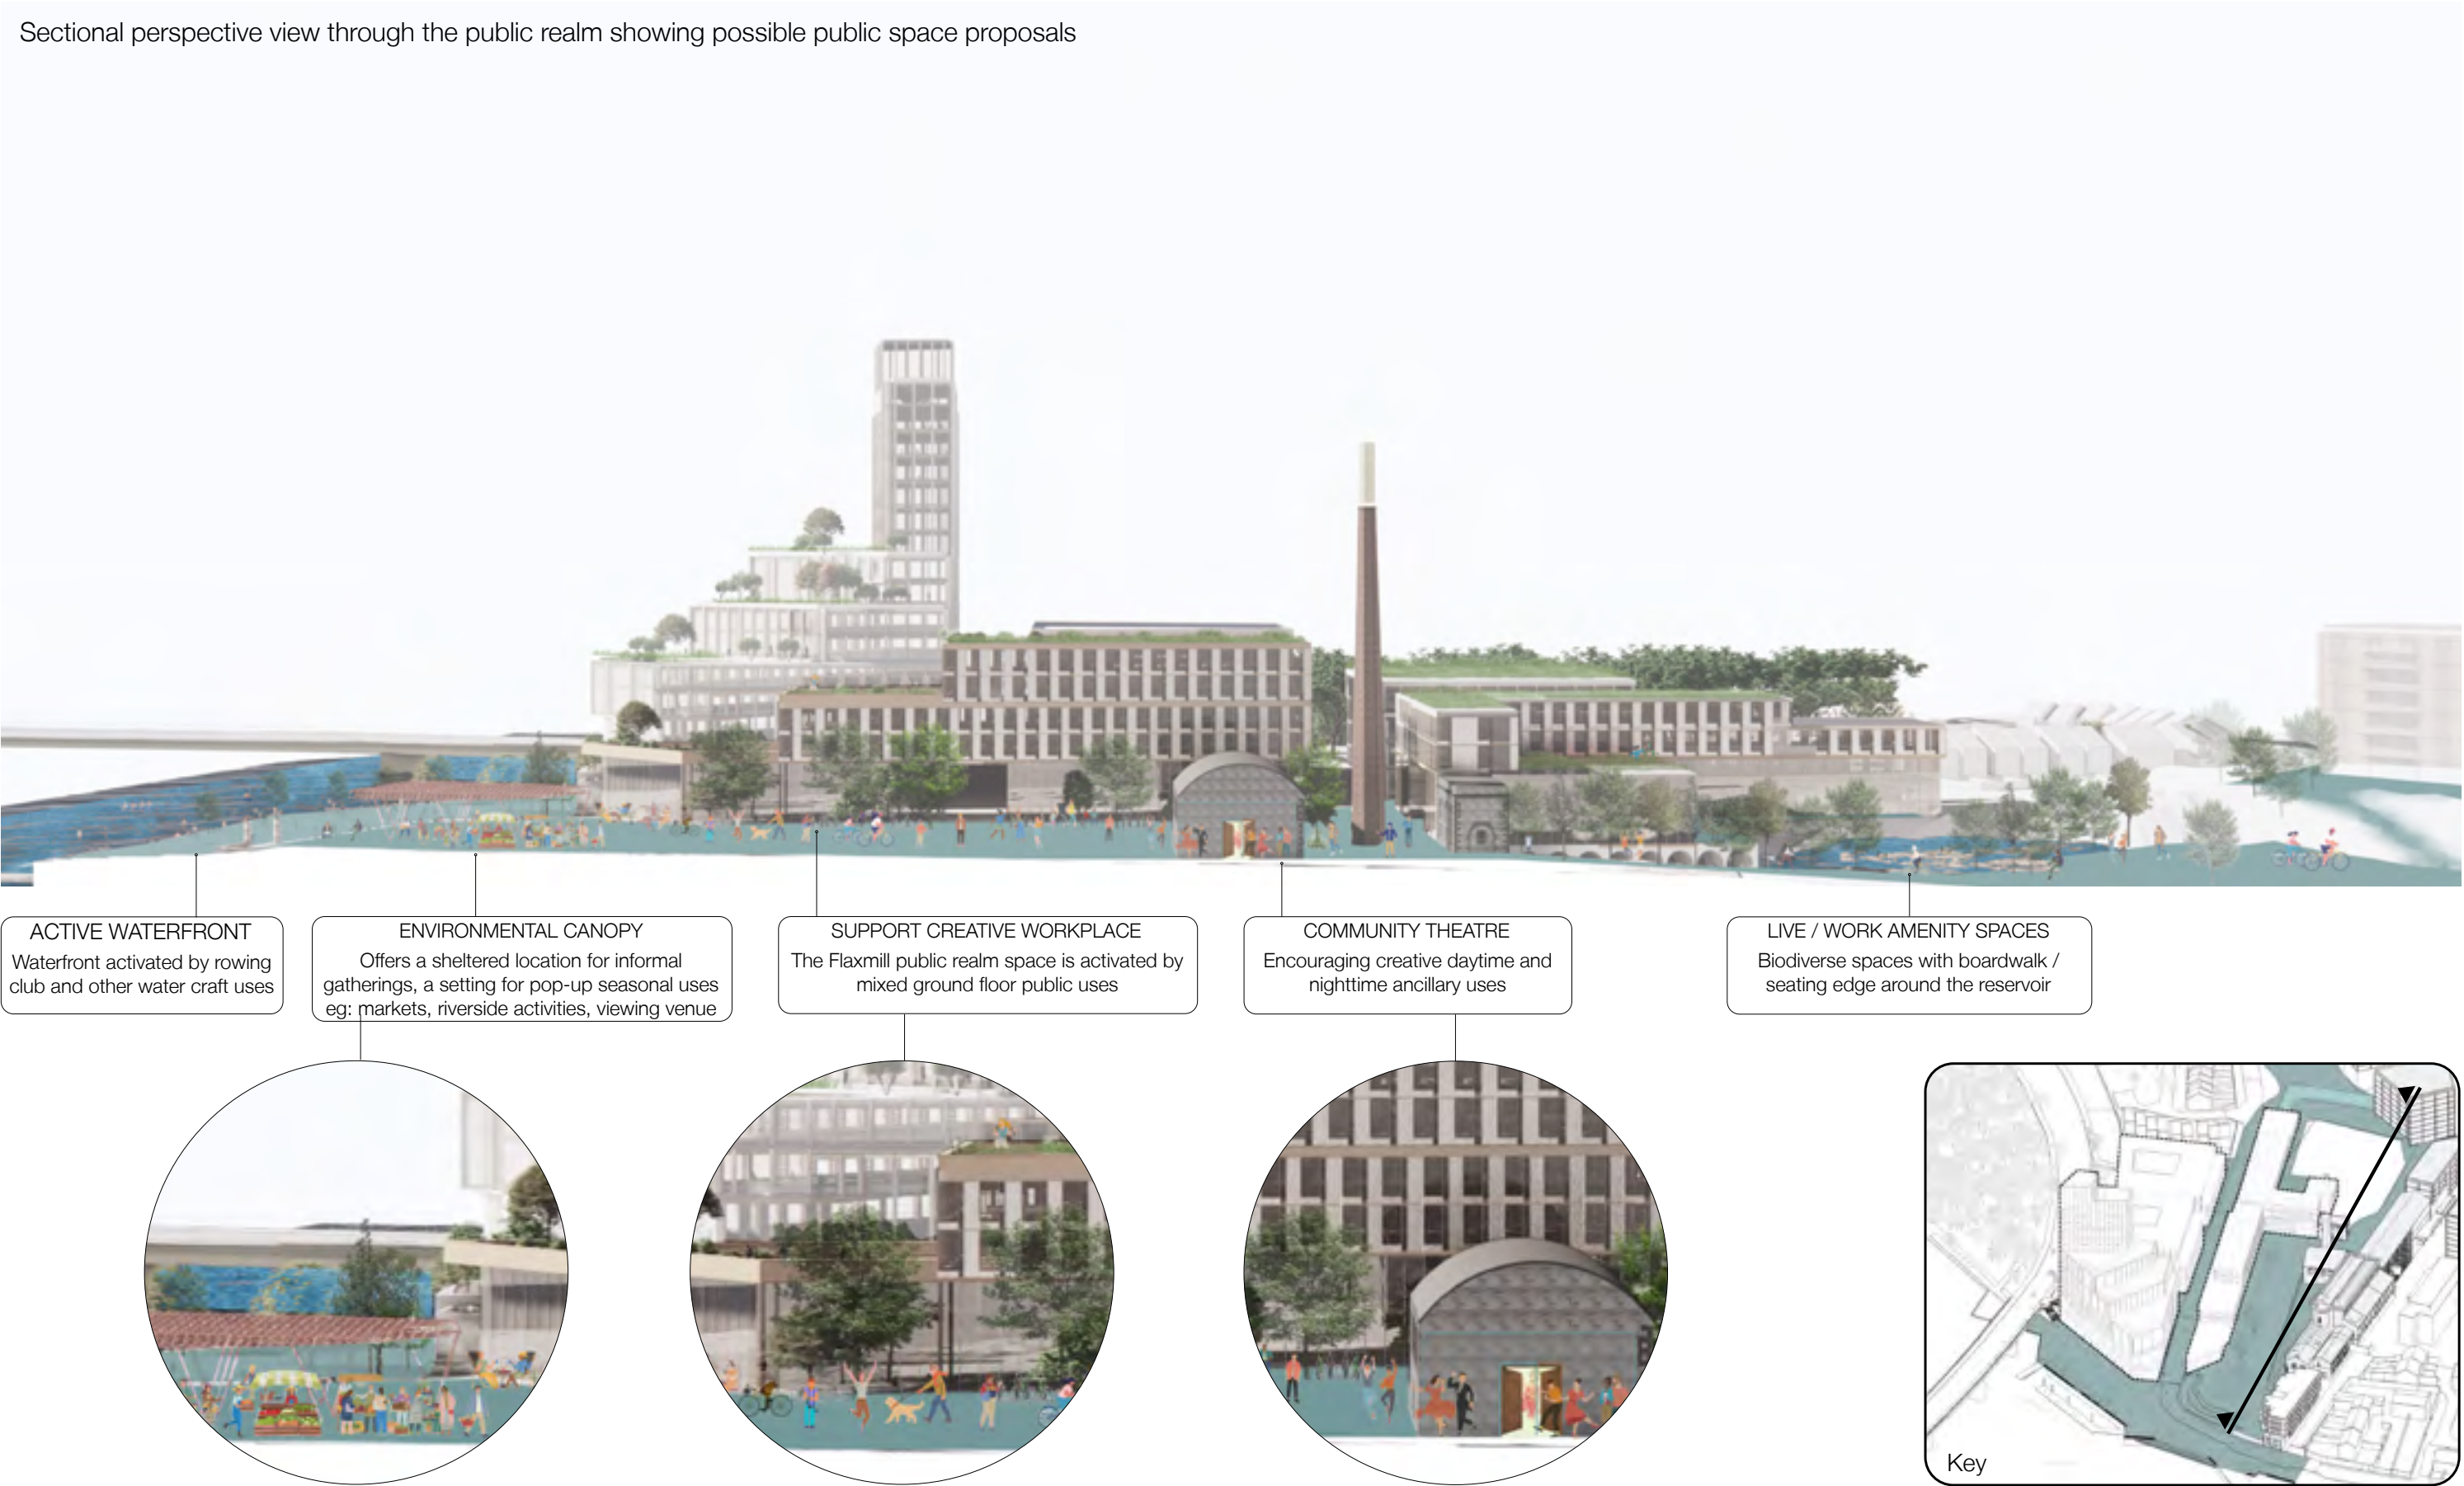 Sectional perspective view through the public realm showing possible public space proposals
ACTIVE WATERFRONT
Waterfront activated by rowing
club and other water craft uses
ENVIRONMENTAL CANOPY
Offers a sheltered location for informal
gatherings, a setting for pop-up seasonal uses
eg: markets, riverside activities, viewing venue
SUPPORT CREATIVE WORKPLACE
The Flaxmill public realm space is activated by
mixed ground floor public uses
COMMUNITY THEATRE
Encouraging creative daytime and
nighttime ancillary uses
LIVE / WORK AMENITY SPACES
Biodiverse spaces with boardwalk /
seating edge around the reservoir
Key